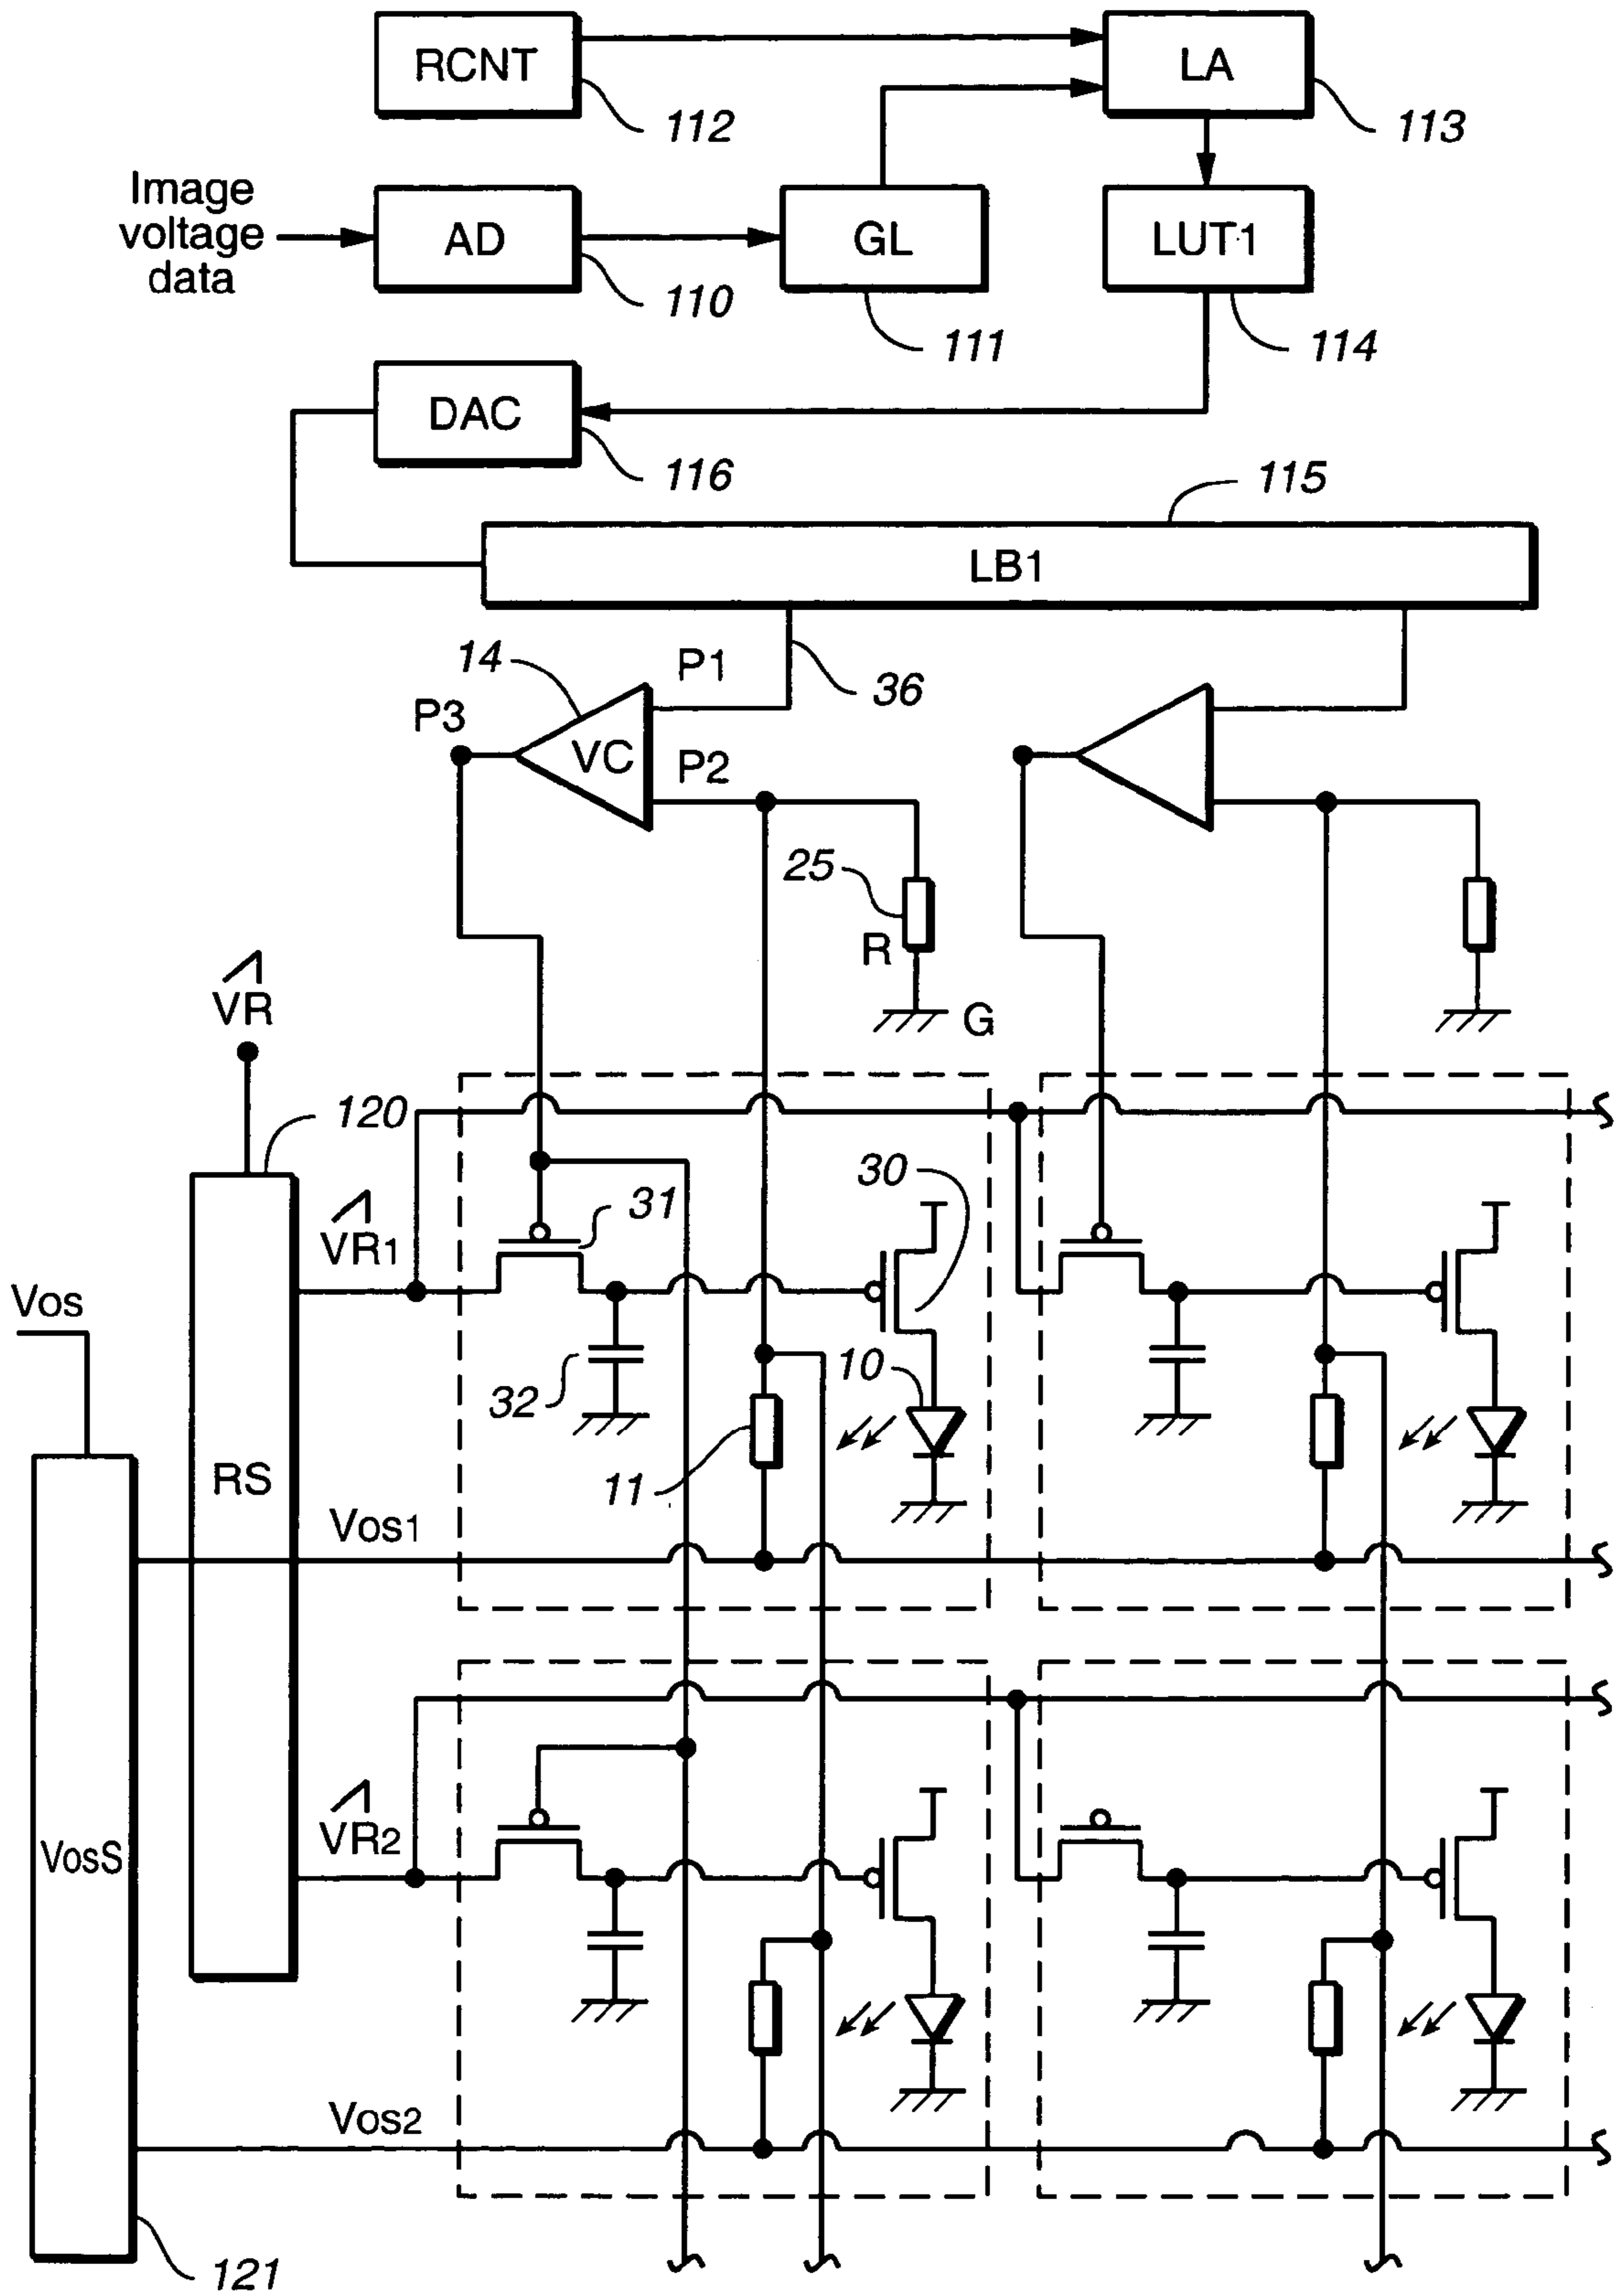 RCNT
LA
112
113
Image
voltage
data
AD
GL
LUT1
110
111
114
DAC
116
115
LB1
14
P1
36
P3
VC
P2
25
R
VR
G
120
30
31
VR1
Vos
10
32
RS
11
Vos1
VR2
VosS
Vos2
121